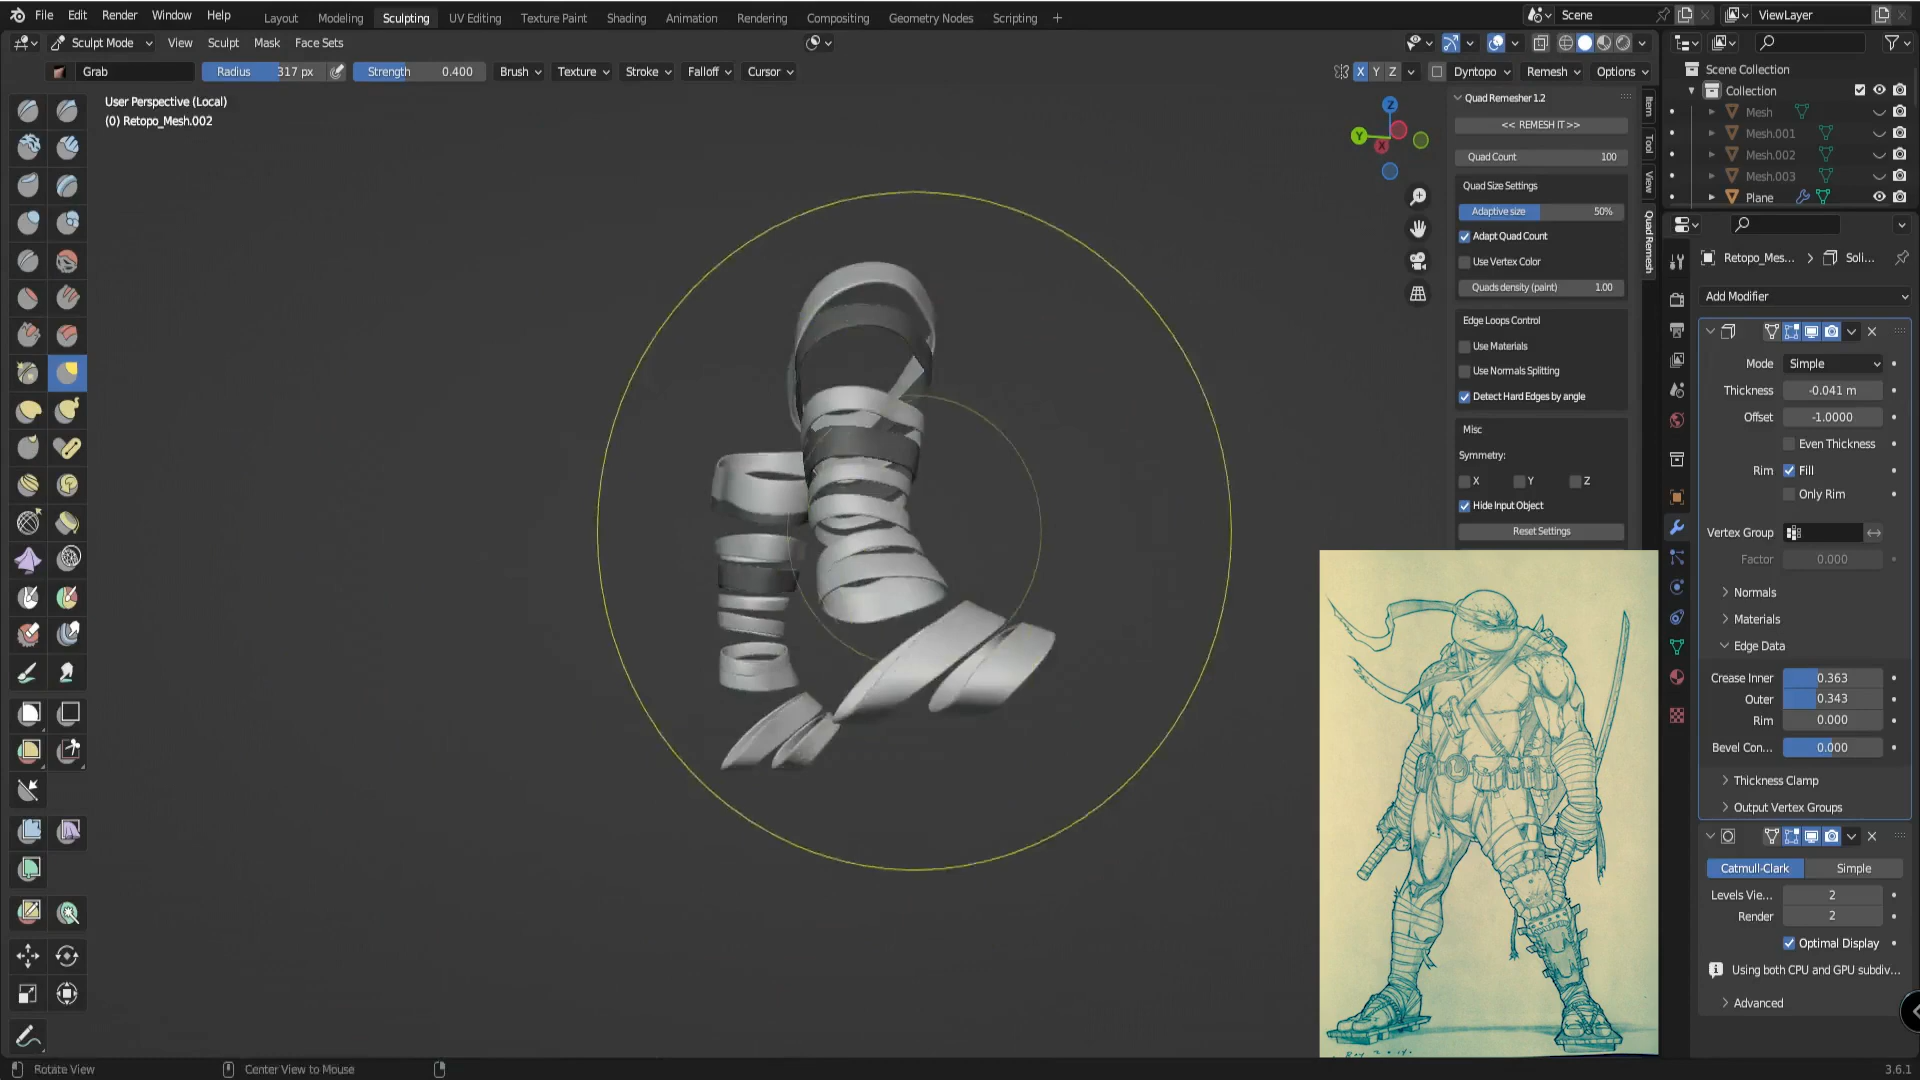 File Edit Render Window Help
Layout Modeling Sculpting UV Editing Texture Paint Shading Animation Rendering Compositing Geometry Nodes Scripting +
Scene
ViewLayer
Sculpt Mode View Sculpt Mask Face Sets
Grab Radius 317 px Strength 0.400 Brush Texture Stroke Falloff Cursor
X Y Z Dyntopo Remesh Options
User Perspective (Local)
(0) Retopo_Mesh.002
Z
Y
X
Quad Remesher 1.2
<< REMESH IT >>
Quad Count 100
Quad Size Settings
Adaptive size 50%
Adapt Quad Count
Use Vertex Color
Quads density (paint) 1.00
Edge Loops Control
Use Materials
Use Normals Splitting
Detect Hard Edges by angle
Misc
Symmetry:
X Y Z
Hide Input Object
Reset Settings
Item
Tool
View
Quad Remesh
Scene Collection
Collection
Mesh
Mesh.001
Mesh.002
Mesh.003
Plane
Retopo_Mes... Soli...
Add Modifier
Mode Simple
Thickness -0.041 m
Offset -1.0000
Even Thickness
Rim Fill
Only Rim
Vertex Group
Factor 0.000
Normals
Materials
Edge Data
Crease Inner 0.363
Outer 0.343
Rim 0.000
Bevel Con... 0.000
Thickness Clamp
Output Vertex Groups
Catmull-Clark Simple
Levels Vie... 2
Render 2
Optimal Display
Using both CPU and GPU subdiv...
Advanced
Rotate View Center View to Mouse
3.6.1